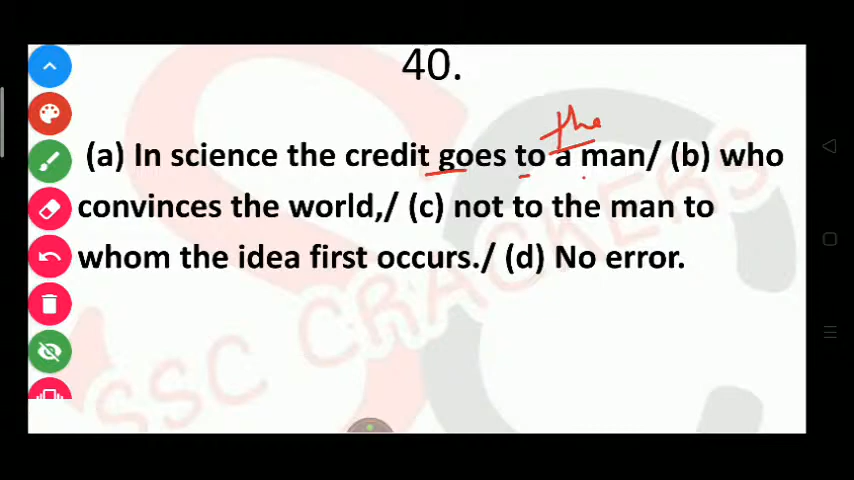 40.
the
(a) In science the credit goes to a man/ (b) who
convinces the world,/ (c) not to the man to
whom the idea first occurs./ (d) No error.
SSC CRACKERS